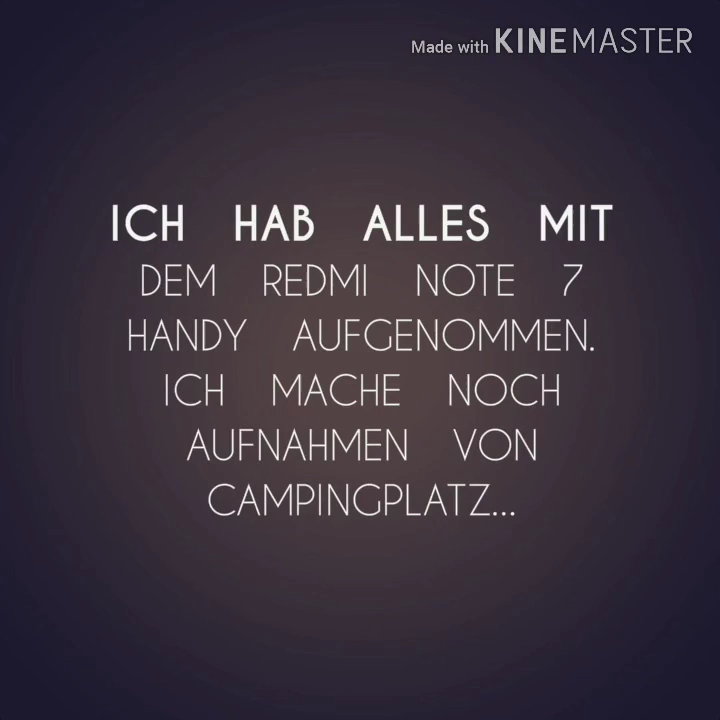 Made with KINEMASTER
ICH HAB ALLES MIT
DEM REDMI NOTE 7
HANDY AUFGENOMMEN.
ICH MACHE NOCH
AUFNAHMEN VON
CAMPINGPLATZ...